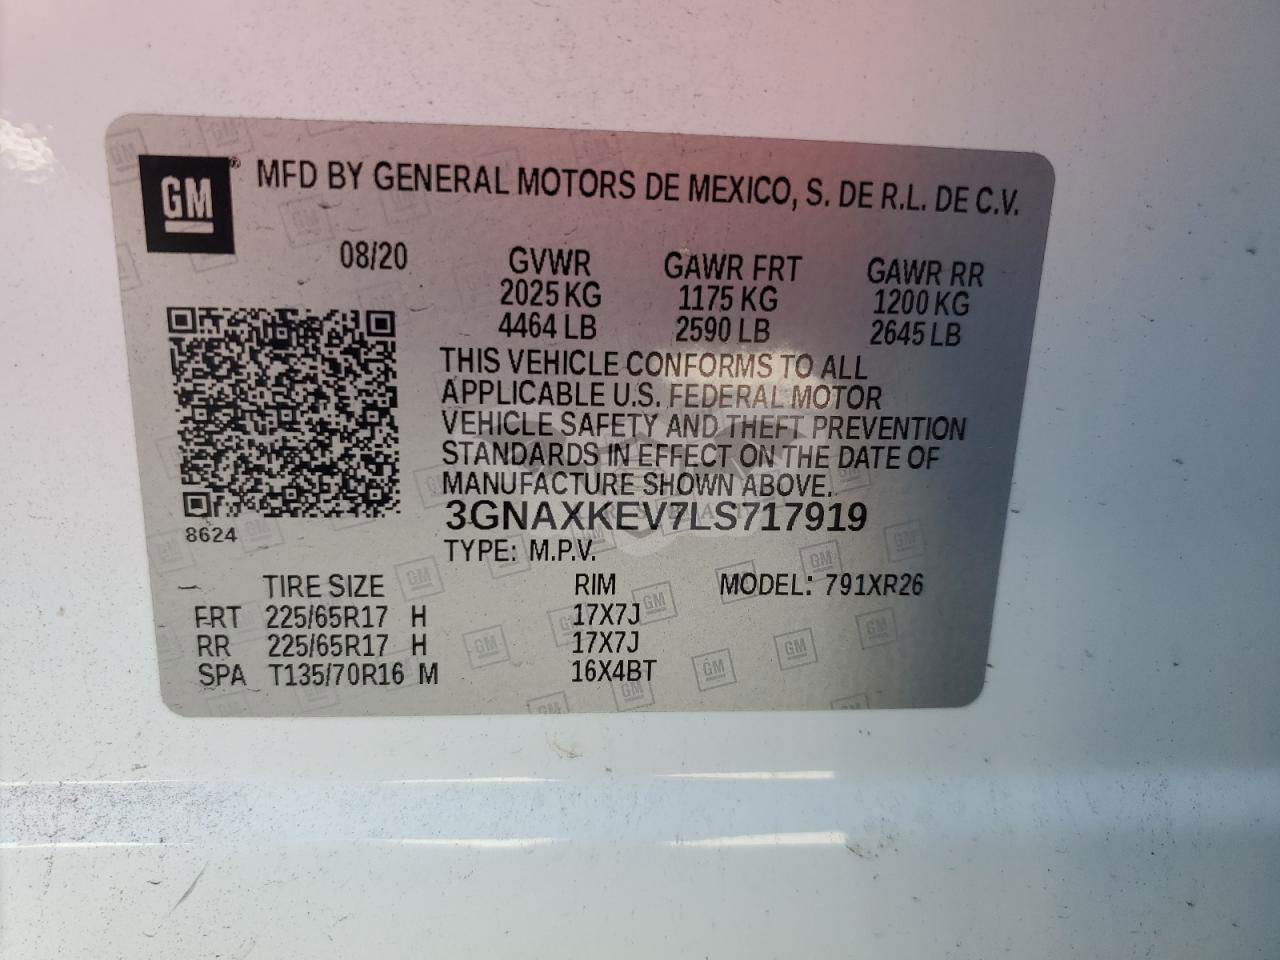 GM® MFD BY GENERAL MOTORS DE MEXICO, S. DE R.L. DE C.V.
08/20 GVWR GAWR FRT GAWR RR
2025 KG 1175 KG 1200 KG
4464 LB 2590 LB 2645 LB
THIS VEHICLE CONFORMS TO ALL
APPLICABLE U.S. FEDERAL MOTOR
VEHICLE SAFETY AND THEFT PREVENTION
STANDARDS IN EFFECT ON THE DATE OF
MANUFACTURE SHOWN ABOVE.
3GNAXKEV7LS717919
8624
TYPE: M.P.V.
TIRE SIZE RIM MODEL: 791XR26
FRT 225/65R17 H 17X7J
RR 225/65R17 H 17X7J
SPA T135/70R16 M 16X4BT